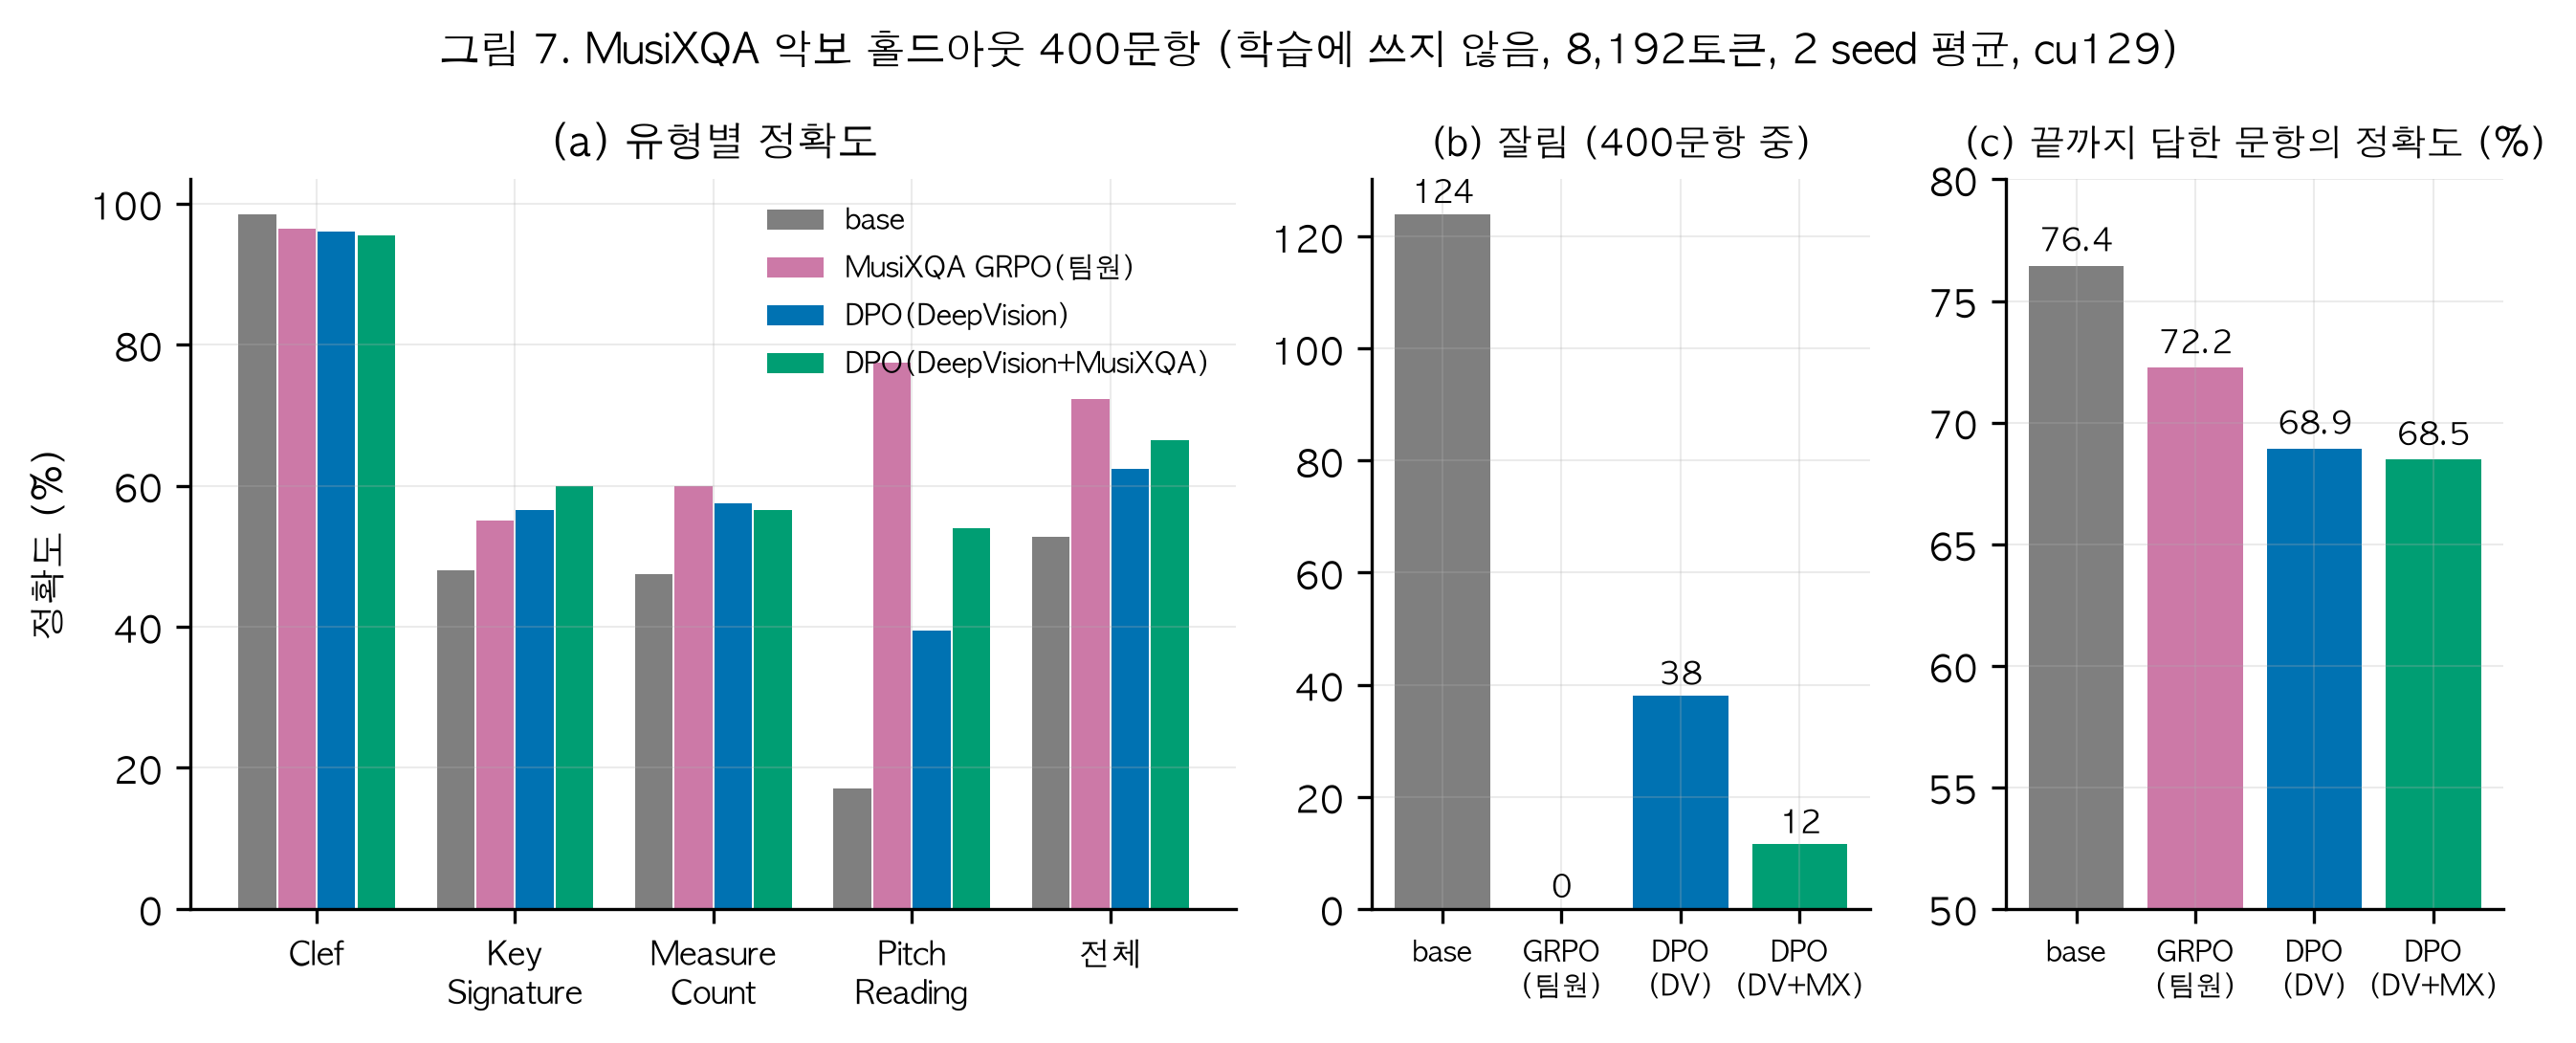 그림 7. MusiXQA 악보 홀드아웃 400문항 (학습에 쓰지 않음, 8,192토큰, 2 seed 평균, cu129)
(a) 유형별 정확도
정확도 (%)
100
80
60
40
20
0
base
MusiXQA GRPO(팀원)
DPO(DeepVision)
DPO(DeepVision+MusiXQA)
Clef
Key
Signature
Measure
Count
Pitch
Reading
전체
(b) 잘림 (400문항 중)
120
100
80
60
40
20
0
124
0
38
12
base
GRPO
(팀원)
DPO
(DV)
DPO
(DV+MX)
(c) 끝까지 답한 문항의 정확도 (%)
80
75
70
65
60
55
50
76.4
72.2
68.9
68.5
base
GRPO
(팀원)
DPO
(DV)
DPO
(DV+MX)